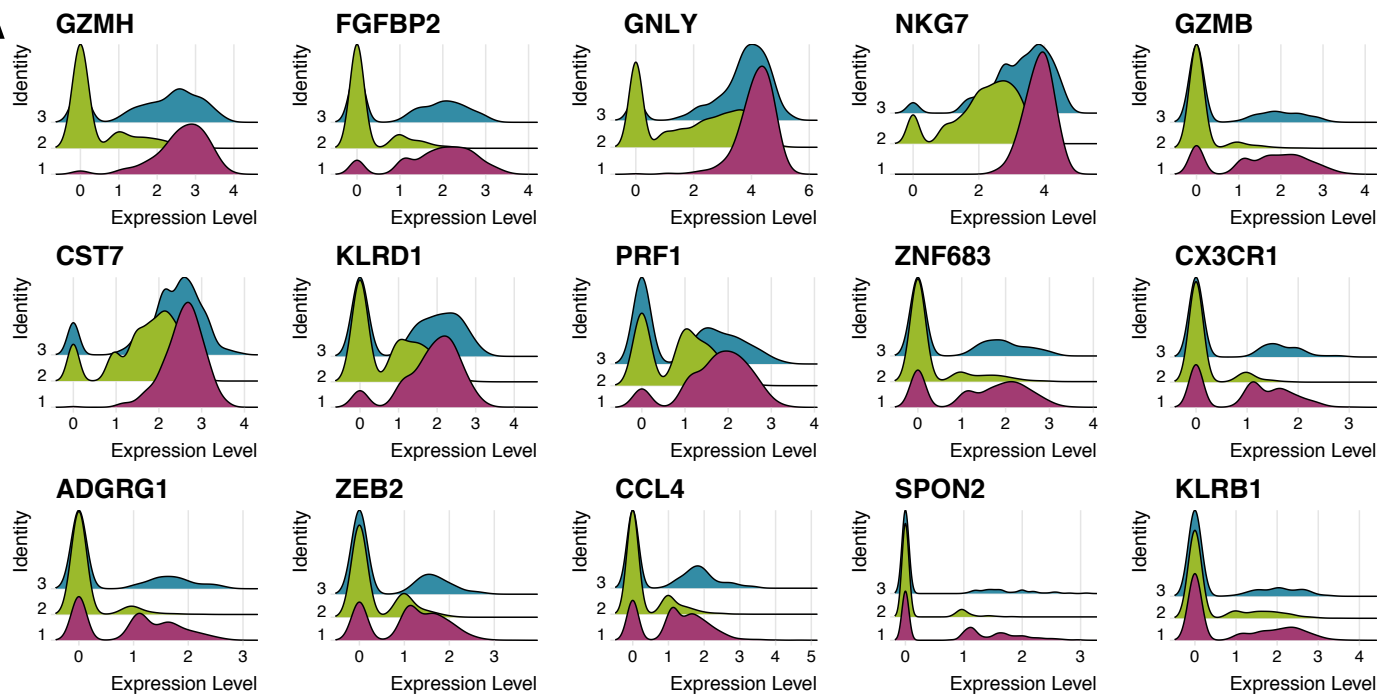 A
GZMH FGFBP2 GNLY NKG7 GZMB
Identity Identity Identity Identity Identity
3 3 3 3 3
2 2 2 2 2
1 1 1 1 1
0 1 2 3 4 0 1 2 3 4 0 2 4 6 0 2 4 0 1 2 3 4
Expression Level Expression Level Expression Level Expression Level Expression Level
CST7 KLRD1 PRF1 ZNF683 CX3CR1
Identity Identity Identity Identity Identity
3 3 3 3 3
2 2 2 2 2
1 1 1 1 1
0 1 2 3 4 0 1 2 3 4 0 1 2 3 4 0 1 2 3 4 0 1 2 3
Expression Level Expression Level Expression Level Expression Level Expression Level
ADGRG1 ZEB2 CCL4 SPON2 KLRB1
Identity Identity Identity Identity Identity
3 3 3 3 3
2 2 2 2 2
1 1 1 1 1
0 1 2 3 0 1 2 3 0 1 2 3 4 5 0 1 2 3 0 1 2 3 4
Expression Level Expression Level Expression Level Expression Level Expression Level